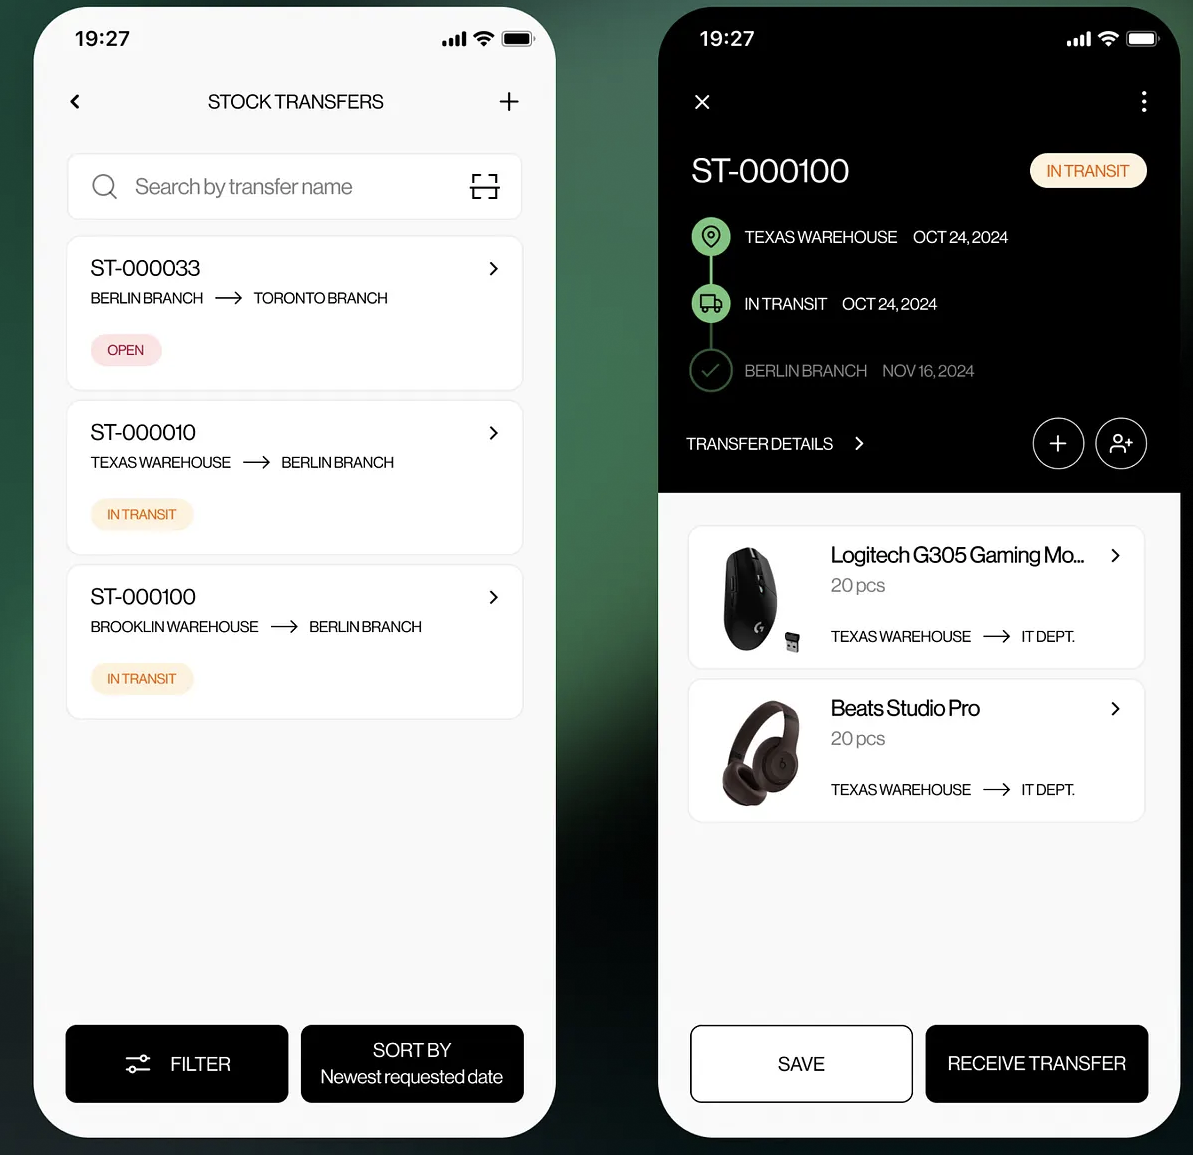 19:27
STOCK TRANSFERS
Search by transfer name
ST-000033
BERLIN BRANCH → TORONTO BRANCH
OPEN
ST-000010
TEXAS WAREHOUSE → BERLIN BRANCH
IN TRANSIT
ST-000100
BROOKLIN WAREHOUSE → BERLIN BRANCH
IN TRANSIT
FILTER
SORT BY
Newest requested date
19:27
ST-000100
IN TRANSIT
TEXAS WAREHOUSE OCT 24, 2024
IN TRANSIT OCT 24, 2024
BERLIN BRANCH NOV 16, 2024
TRANSFER DETAILS
Logitech G305 Gaming Mo...
20 pcs
TEXAS WAREHOUSE → IT DEPT.
Beats Studio Pro
20 pcs
TEXAS WAREHOUSE → IT DEPT.
SAVE
RECEIVE TRANSFER